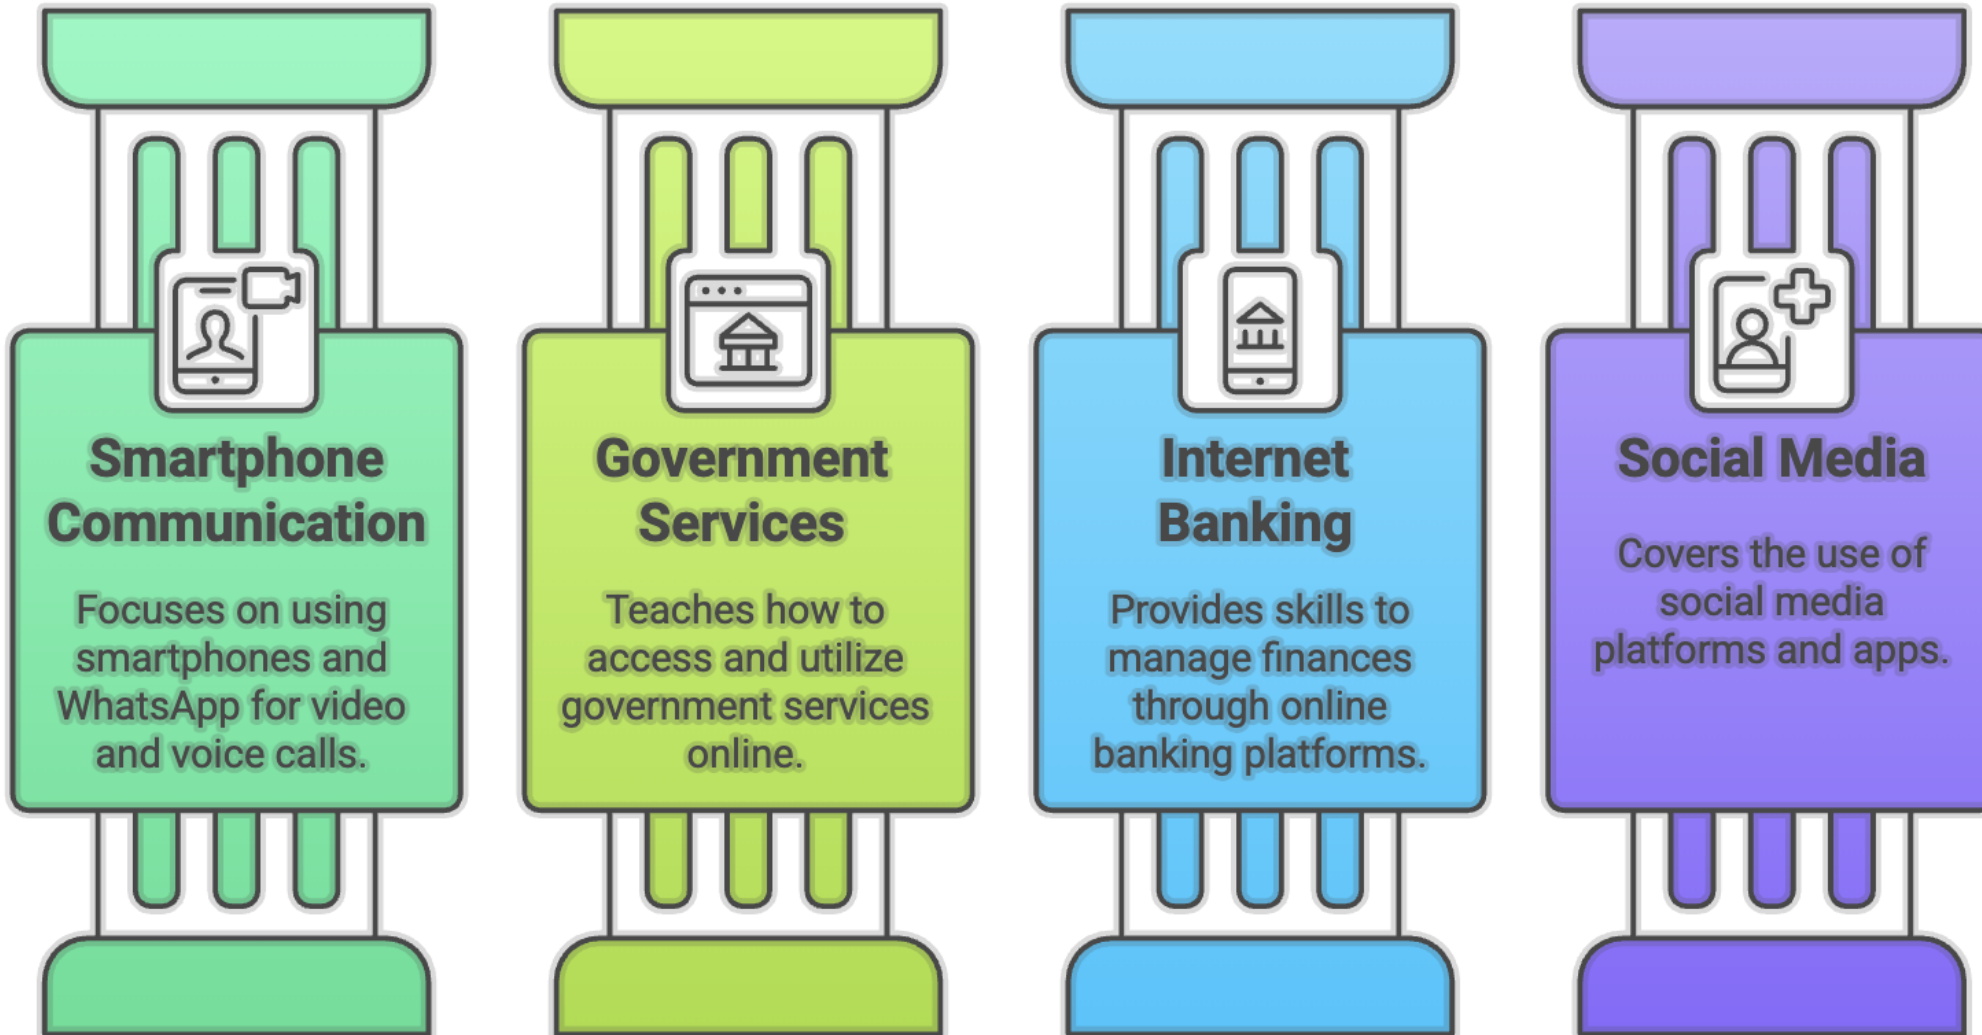 Smartphone
Communication
Focuses on using
smartphones and
WhatsApp for video
and voice calls.
Government
Services
Teaches how to
access and utilize
government services
online.
Internet
Banking
Provides skills to
manage finances
through online
banking platforms.
Social Media
Covers the use of
social media
platforms and apps.